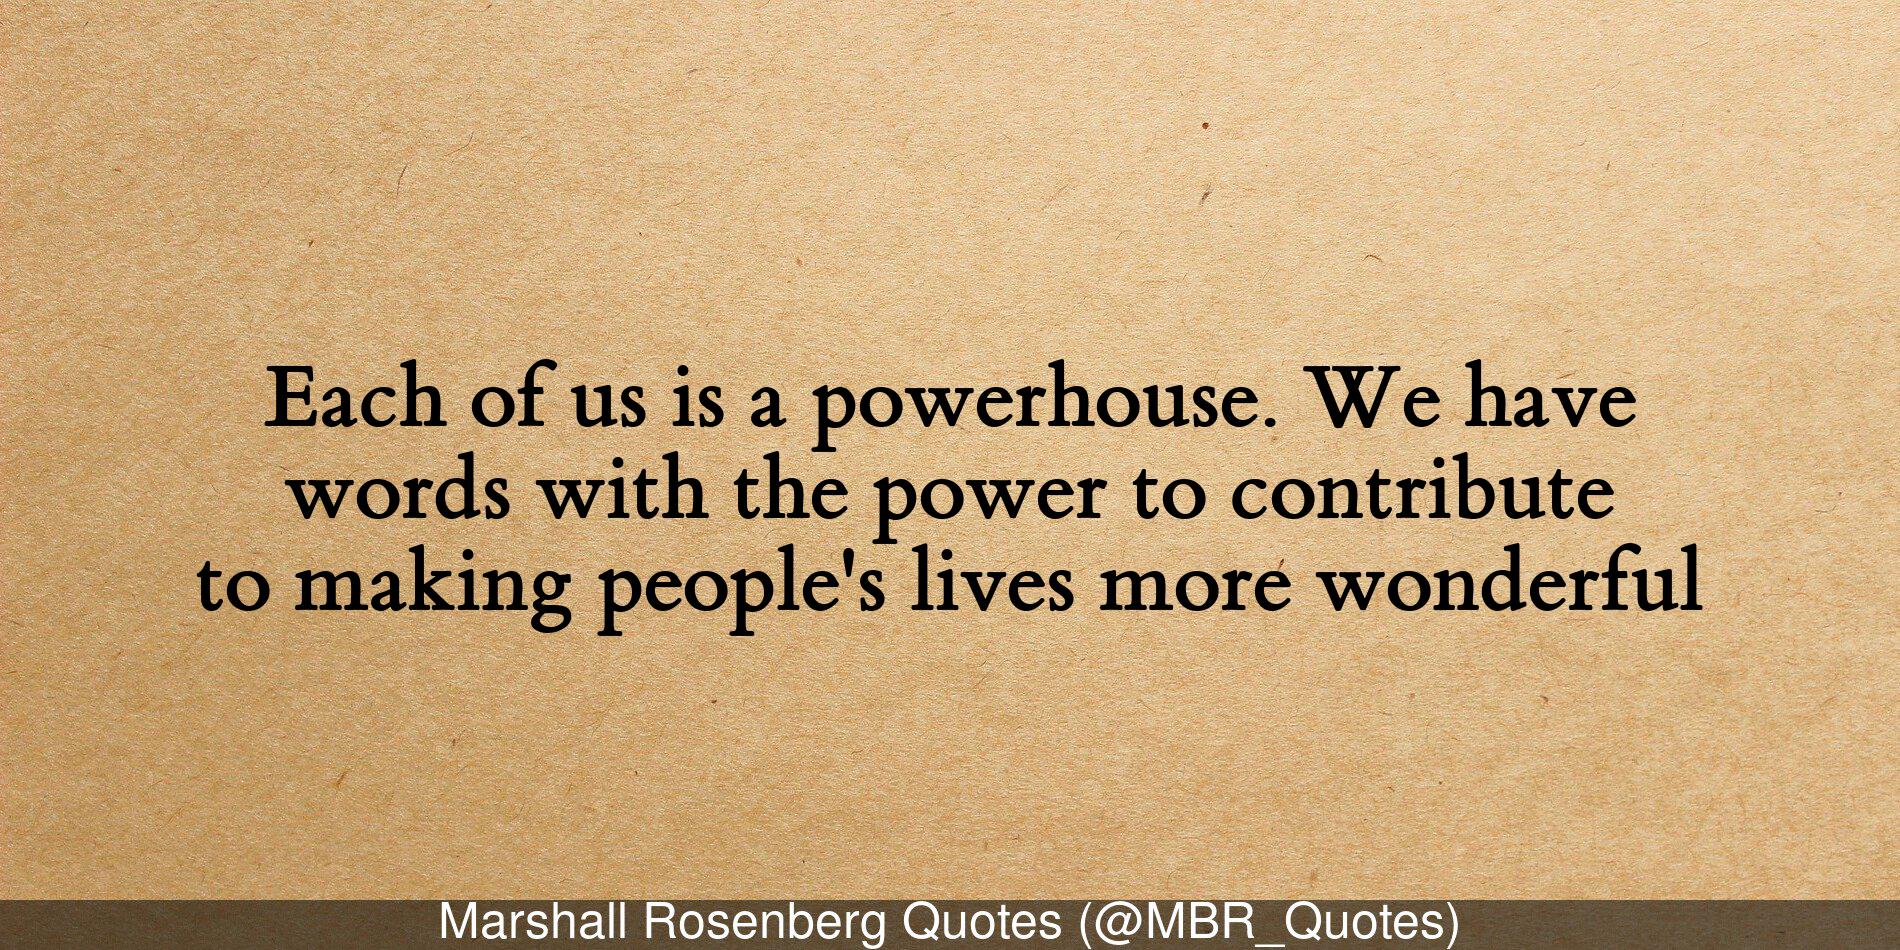 Each of us is a powerhouse. We have
words with the power to contribute
to making people's lives more wonderful
Marshall Rosenberg Quotes (@MBR_Quotes)